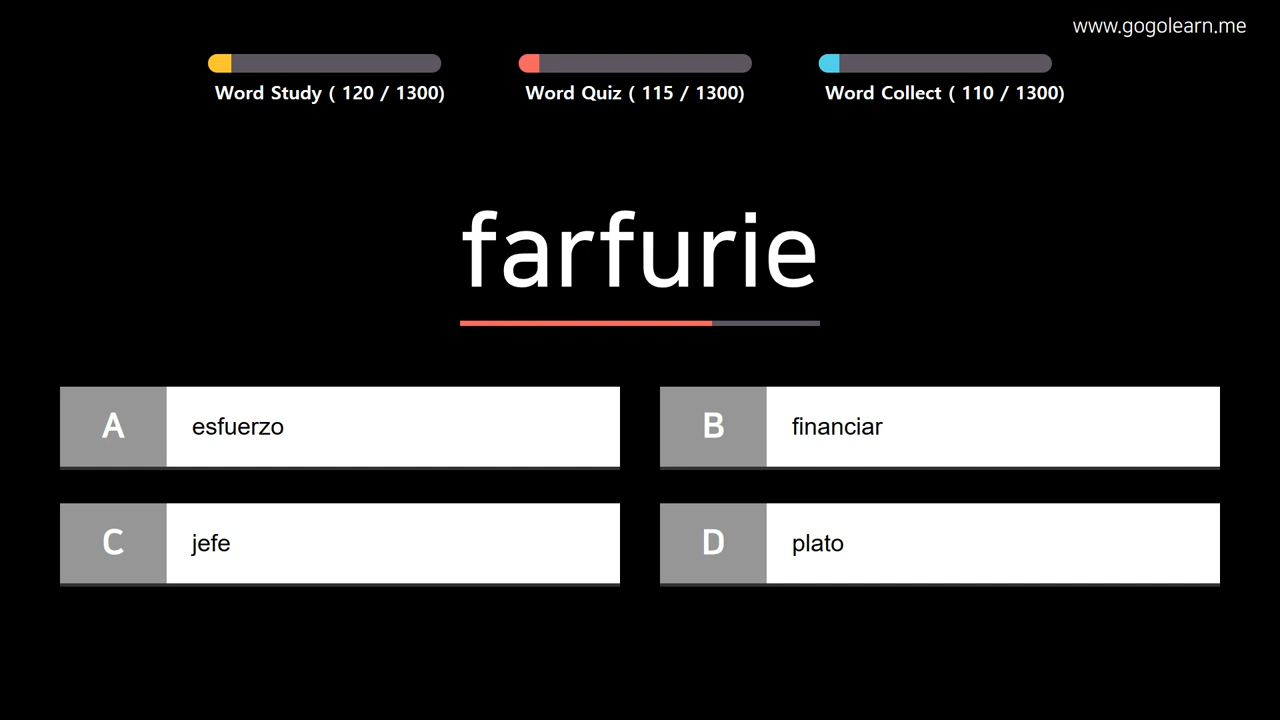 www.gogolearn.me
Word Study ( 120 / 1300)
Word Quiz ( 115 / 1300)
Word Collect ( 110 / 1300)
farfurie
A esfuerzo
B financiar
C jefe
D plato